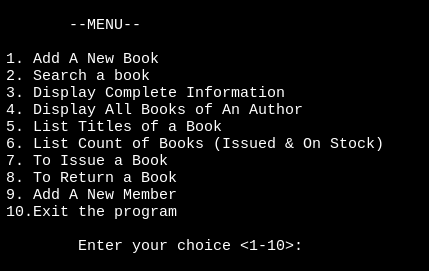 --MENU--
1. Add A New Book
2. Search a book
3. Display Complete Information
4. Display All Books of An Author
5. List Titles of a Book
6. List Count of Books (Issued & On Stock)
7. To Issue a Book
8. To Return a Book
9. Add A New Member
10.Exit the program
Enter your choice <1-10>: